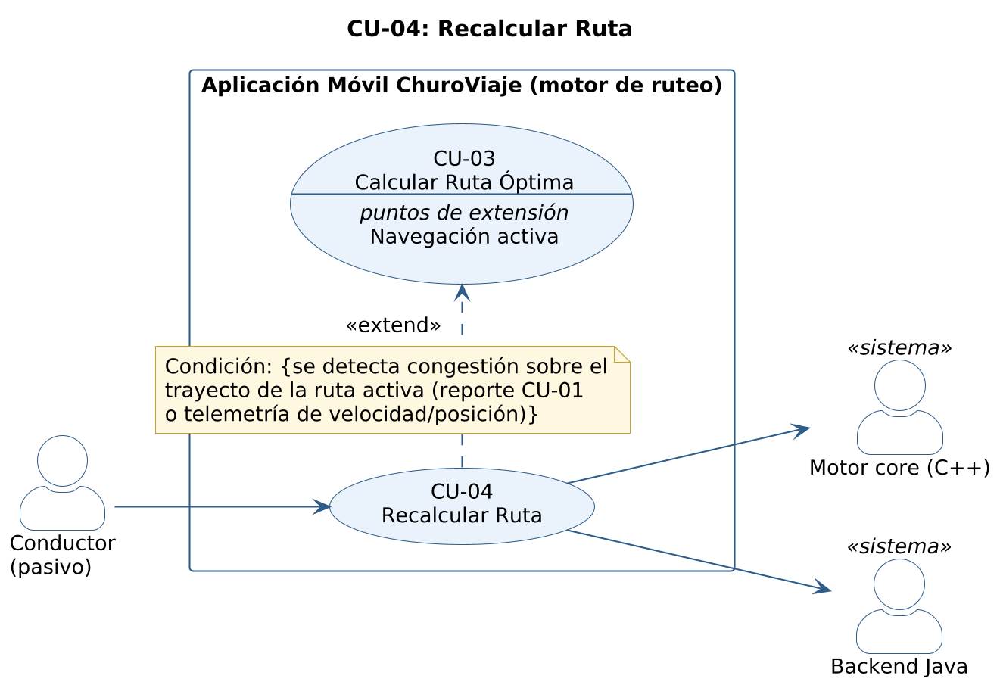 CU-04: Recalcular Ruta
Aplicación Móvil ChuroViaje (motor de ruteo)
CU-03
Calcular Ruta Óptima
puntos de extensión
Navegación activa
«extend»
Condición: {se detecta congestión sobre el
trayecto de la ruta activa (reporte CU-01
o telemetría de velocidad/posición)}
«sistema»
Motor core (C++)
CU-04
Recalcular Ruta
Conductor
(pasivo)
«sistema»
Backend Java